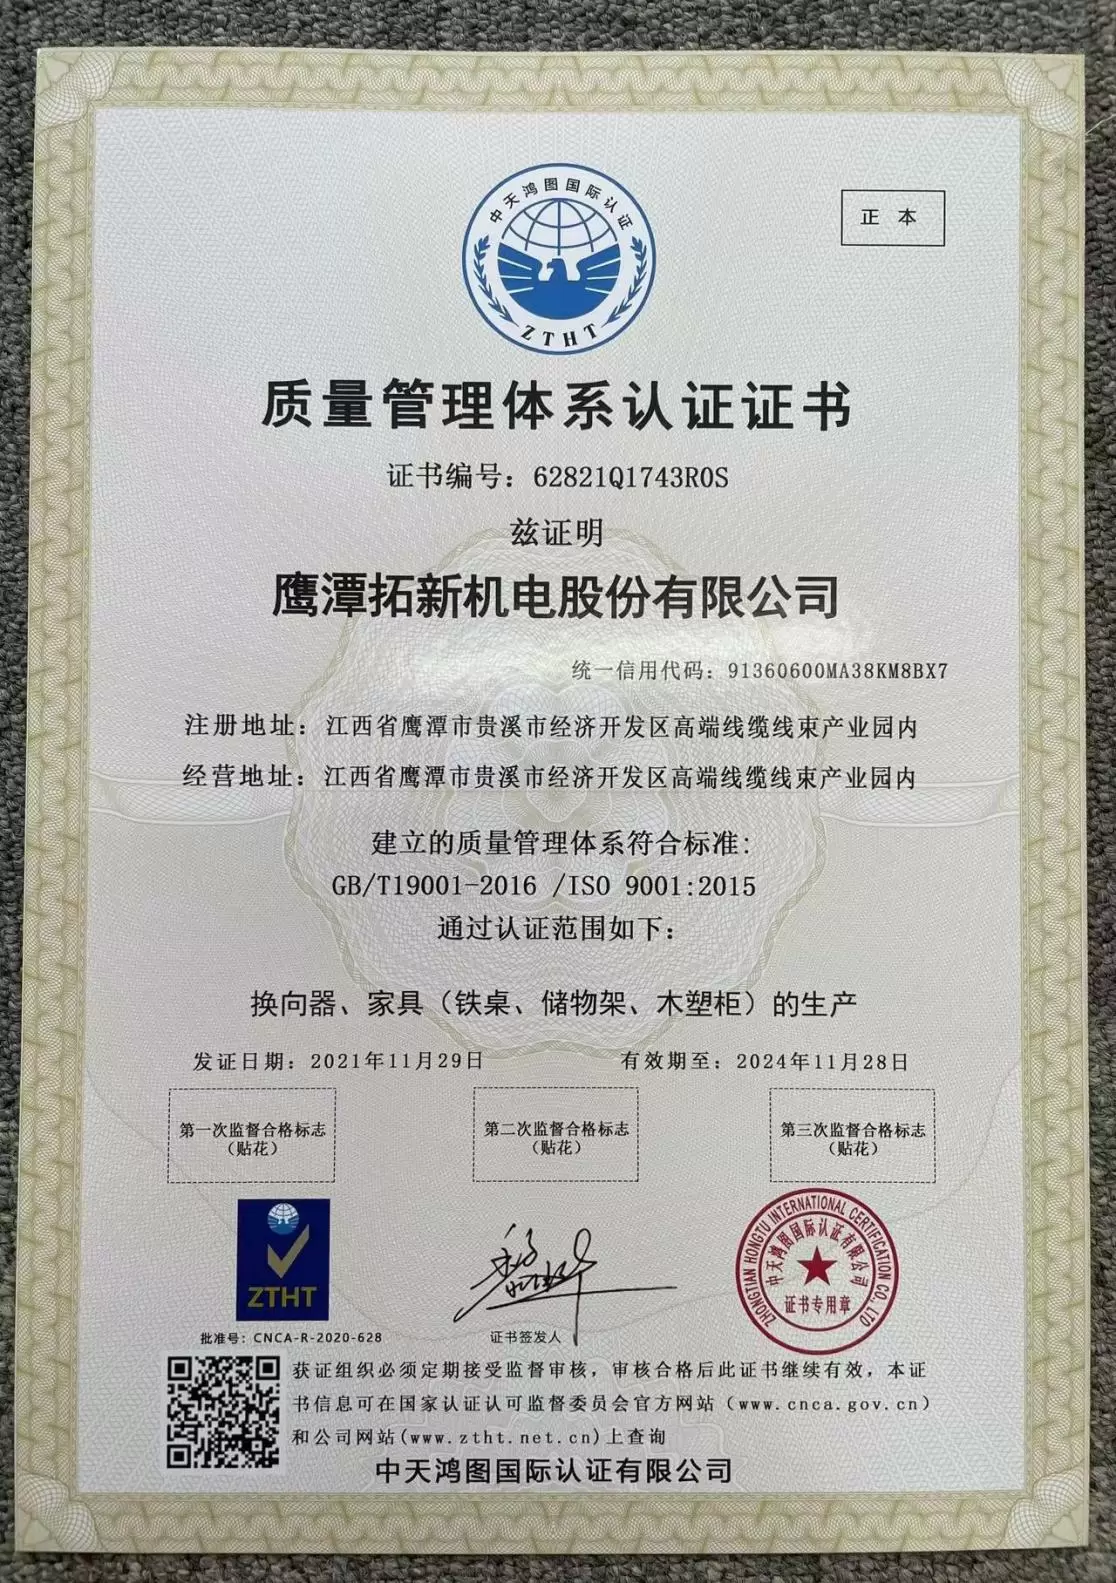 中天鸿图国际认证
ZTHT
正本
质量管理体系认证证书
证书编号：62821Q1743R0S
兹证明
鹰潭拓新机电股份有限公司
统一信用代码：91360600MA38KM8BX7
注册地址：江西省鹰潭市贵溪市经济开发区高端线缆线束产业园内
经营地址：江西省鹰潭市贵溪市经济开发区高端线缆线束产业园内
建立的质量管理体系符合标准：
GB/T19001-2016 /ISO 9001:2015
通过认证范围如下：
换向器、家具（铁桌、储物架、木塑柜）的生产
发证日期：2021年11月29日
有效期至：2024年11月28日
第一次监督合格标志
（贴花）
第二次监督合格标志
（贴花）
第三次监督合格标志
（贴花）
ZTHT
批准号：CNCA-R-2020-628
证书签发人
ZHONGTIAN HONGTU INTERNATIONAL CERTIFICATION CO., LTD
中天鸿图国际认证有限公司
证书专用章
获证组织必须定期接受监督审核，审核合格后此证书继续有效，本证
书信息可在国家认证认可监督委员会官方网站（www.cnca.gov.cn）
和公司网站(www.ztht.net.cn)上查询
中天鸿图国际认证有限公司